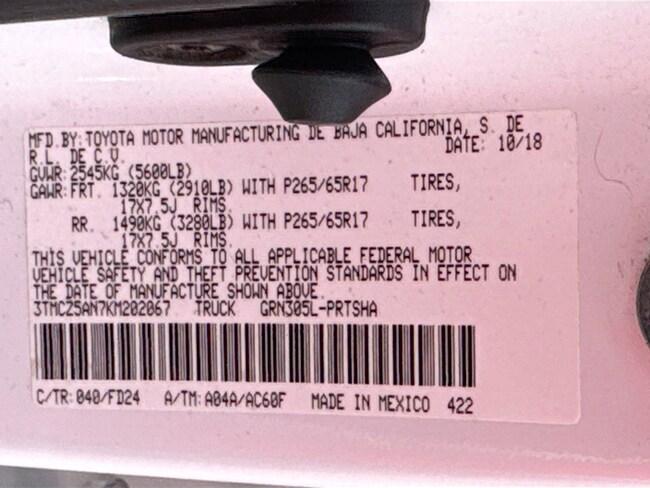 MFD. BY: TOYOTA MOTOR MANUFACTURING DE BAJA CALIFORNIA, S. DE
R.L. DE C.V. DATE: 10/18
GVWR: 2545KG (5600LB)
GAWR: FRT. 1320KG (2910LB) WITH P265/65R17 TIRES,
17X7.5J RIMS.
RR. 1490KG (3280LB) WITH P265/65R17 TIRES,
17X7.5J RIMS.
THIS VEHICLE CONFORMS TO ALL APPLICABLE FEDERAL MOTOR
VEHICLE SAFETY AND THEFT PREVENTION STANDARDS IN EFFECT ON
THE DATE OF MANUFACTURE SHOWN ABOVE.
3TMCZ5AN7KM202067 TRUCK GRN305L-PRTSHA
C/TR: 040/FD24 A/TM: A04A/AC60F MADE IN MEXICO 422